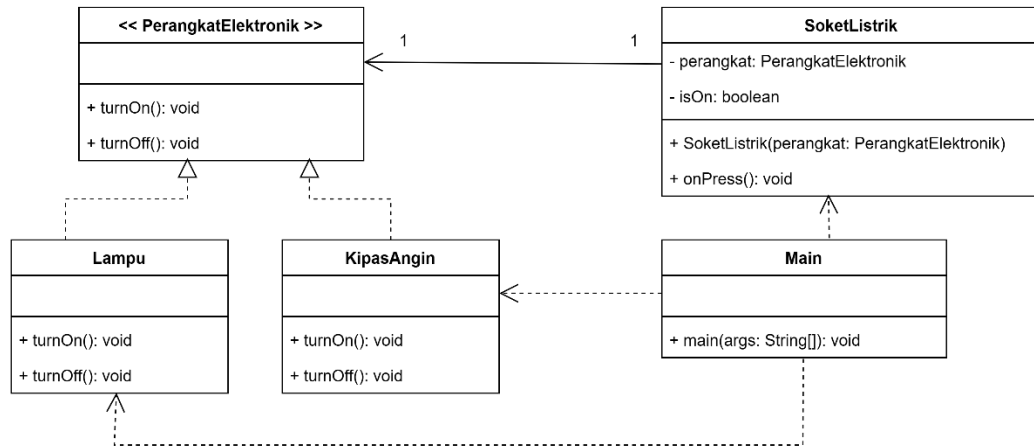 << PerangkatElektronik >>
+ turnOn(): void
+ turnOff(): void
1
1
SoketListrik
- perangkat: PerangkatElektronik
- isOn: boolean
+ SoketListrik(perangkat: PerangkatElektronik)
+ onPress(): void
Lampu
+ turnOn(): void
+ turnOff(): void
KipasAngin
+ turnOn(): void
+ turnOff(): void
Main
+ main(args: String[]): void